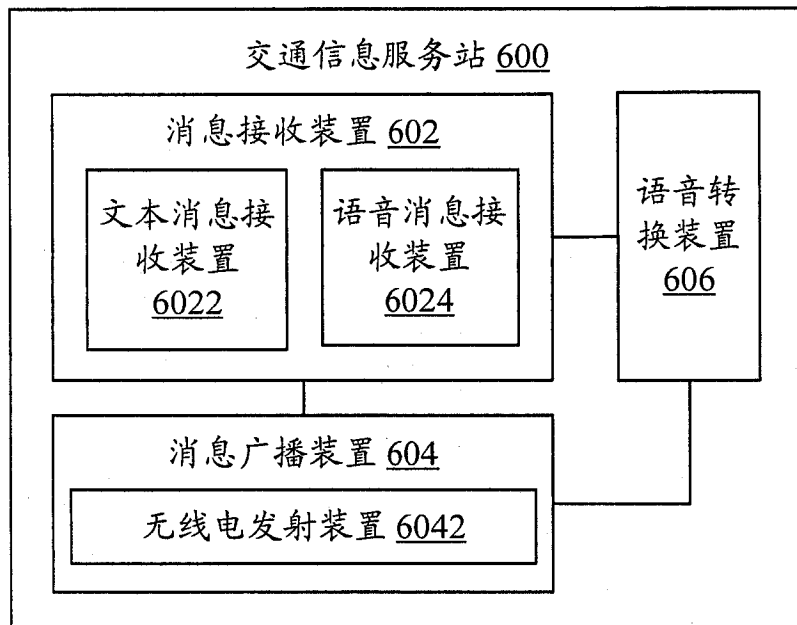 交通信息服务站 600
消息接收装置 602
文本消息接
收装置
6022
语音消息接
收装置
6024
语音转
换装置
606
消息广播装置 604
无线电发射装置 6042